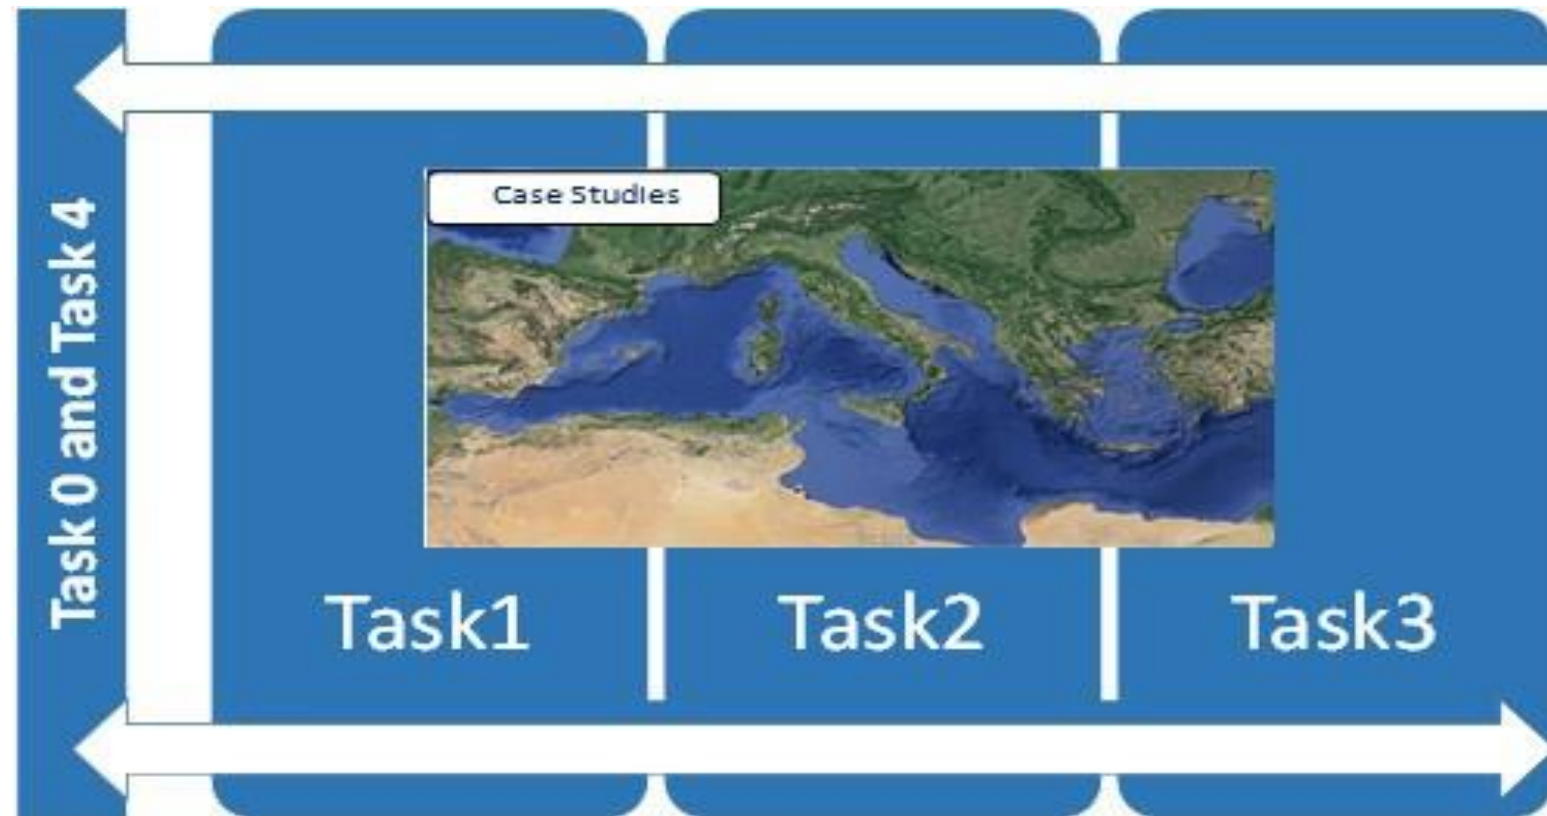 Task 0 and Task 4
Case Studies
Task1
Task2
Task3